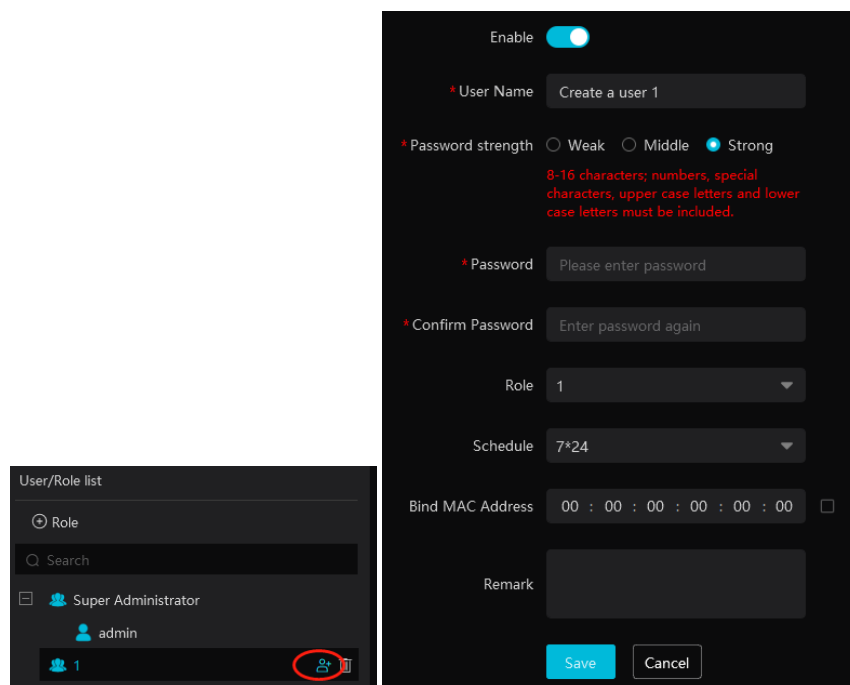 User/Role list
Role
Search
Super Administrator
admin
1
Enable
*User Name Create a user 1
*Password strength Weak Middle Strong
8-16 characters; numbers, special
characters, upper case letters and lower
case letters must be included.
*Password Please enter password
*Confirm Password Enter password again
Role 1
Schedule 7*24
Bind MAC Address 00 : 00 : 00 : 00 : 00 : 00
Remark
Save Cancel